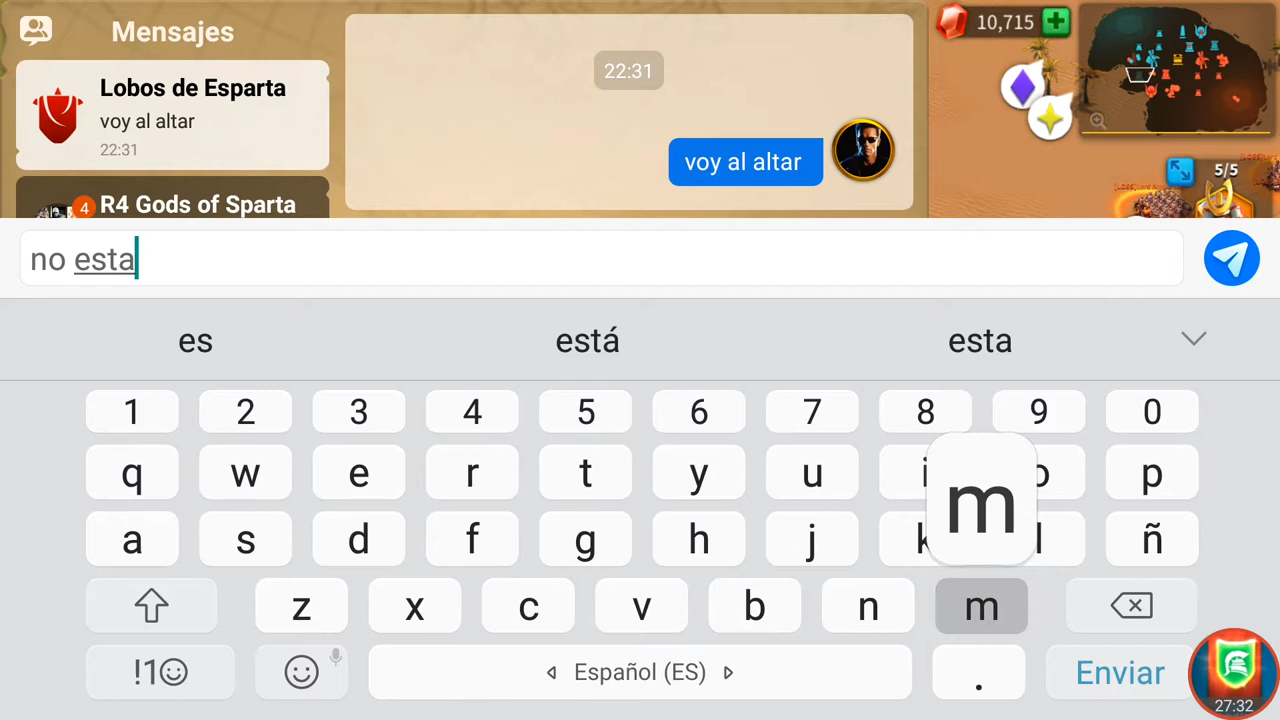 Mensajes
Lobos de Esparta
voy al altar
22:31
4 R4 Gods of Sparta
22:31
voy al altar
10,715
5/5
no esta
es está esta
1 2 3 4 5 6 7 8 9 0
q w e r t y u i o p
a s d f g h j k l ñ
m
z x c v b n m
!1 Español (ES) . Enviar
27:32